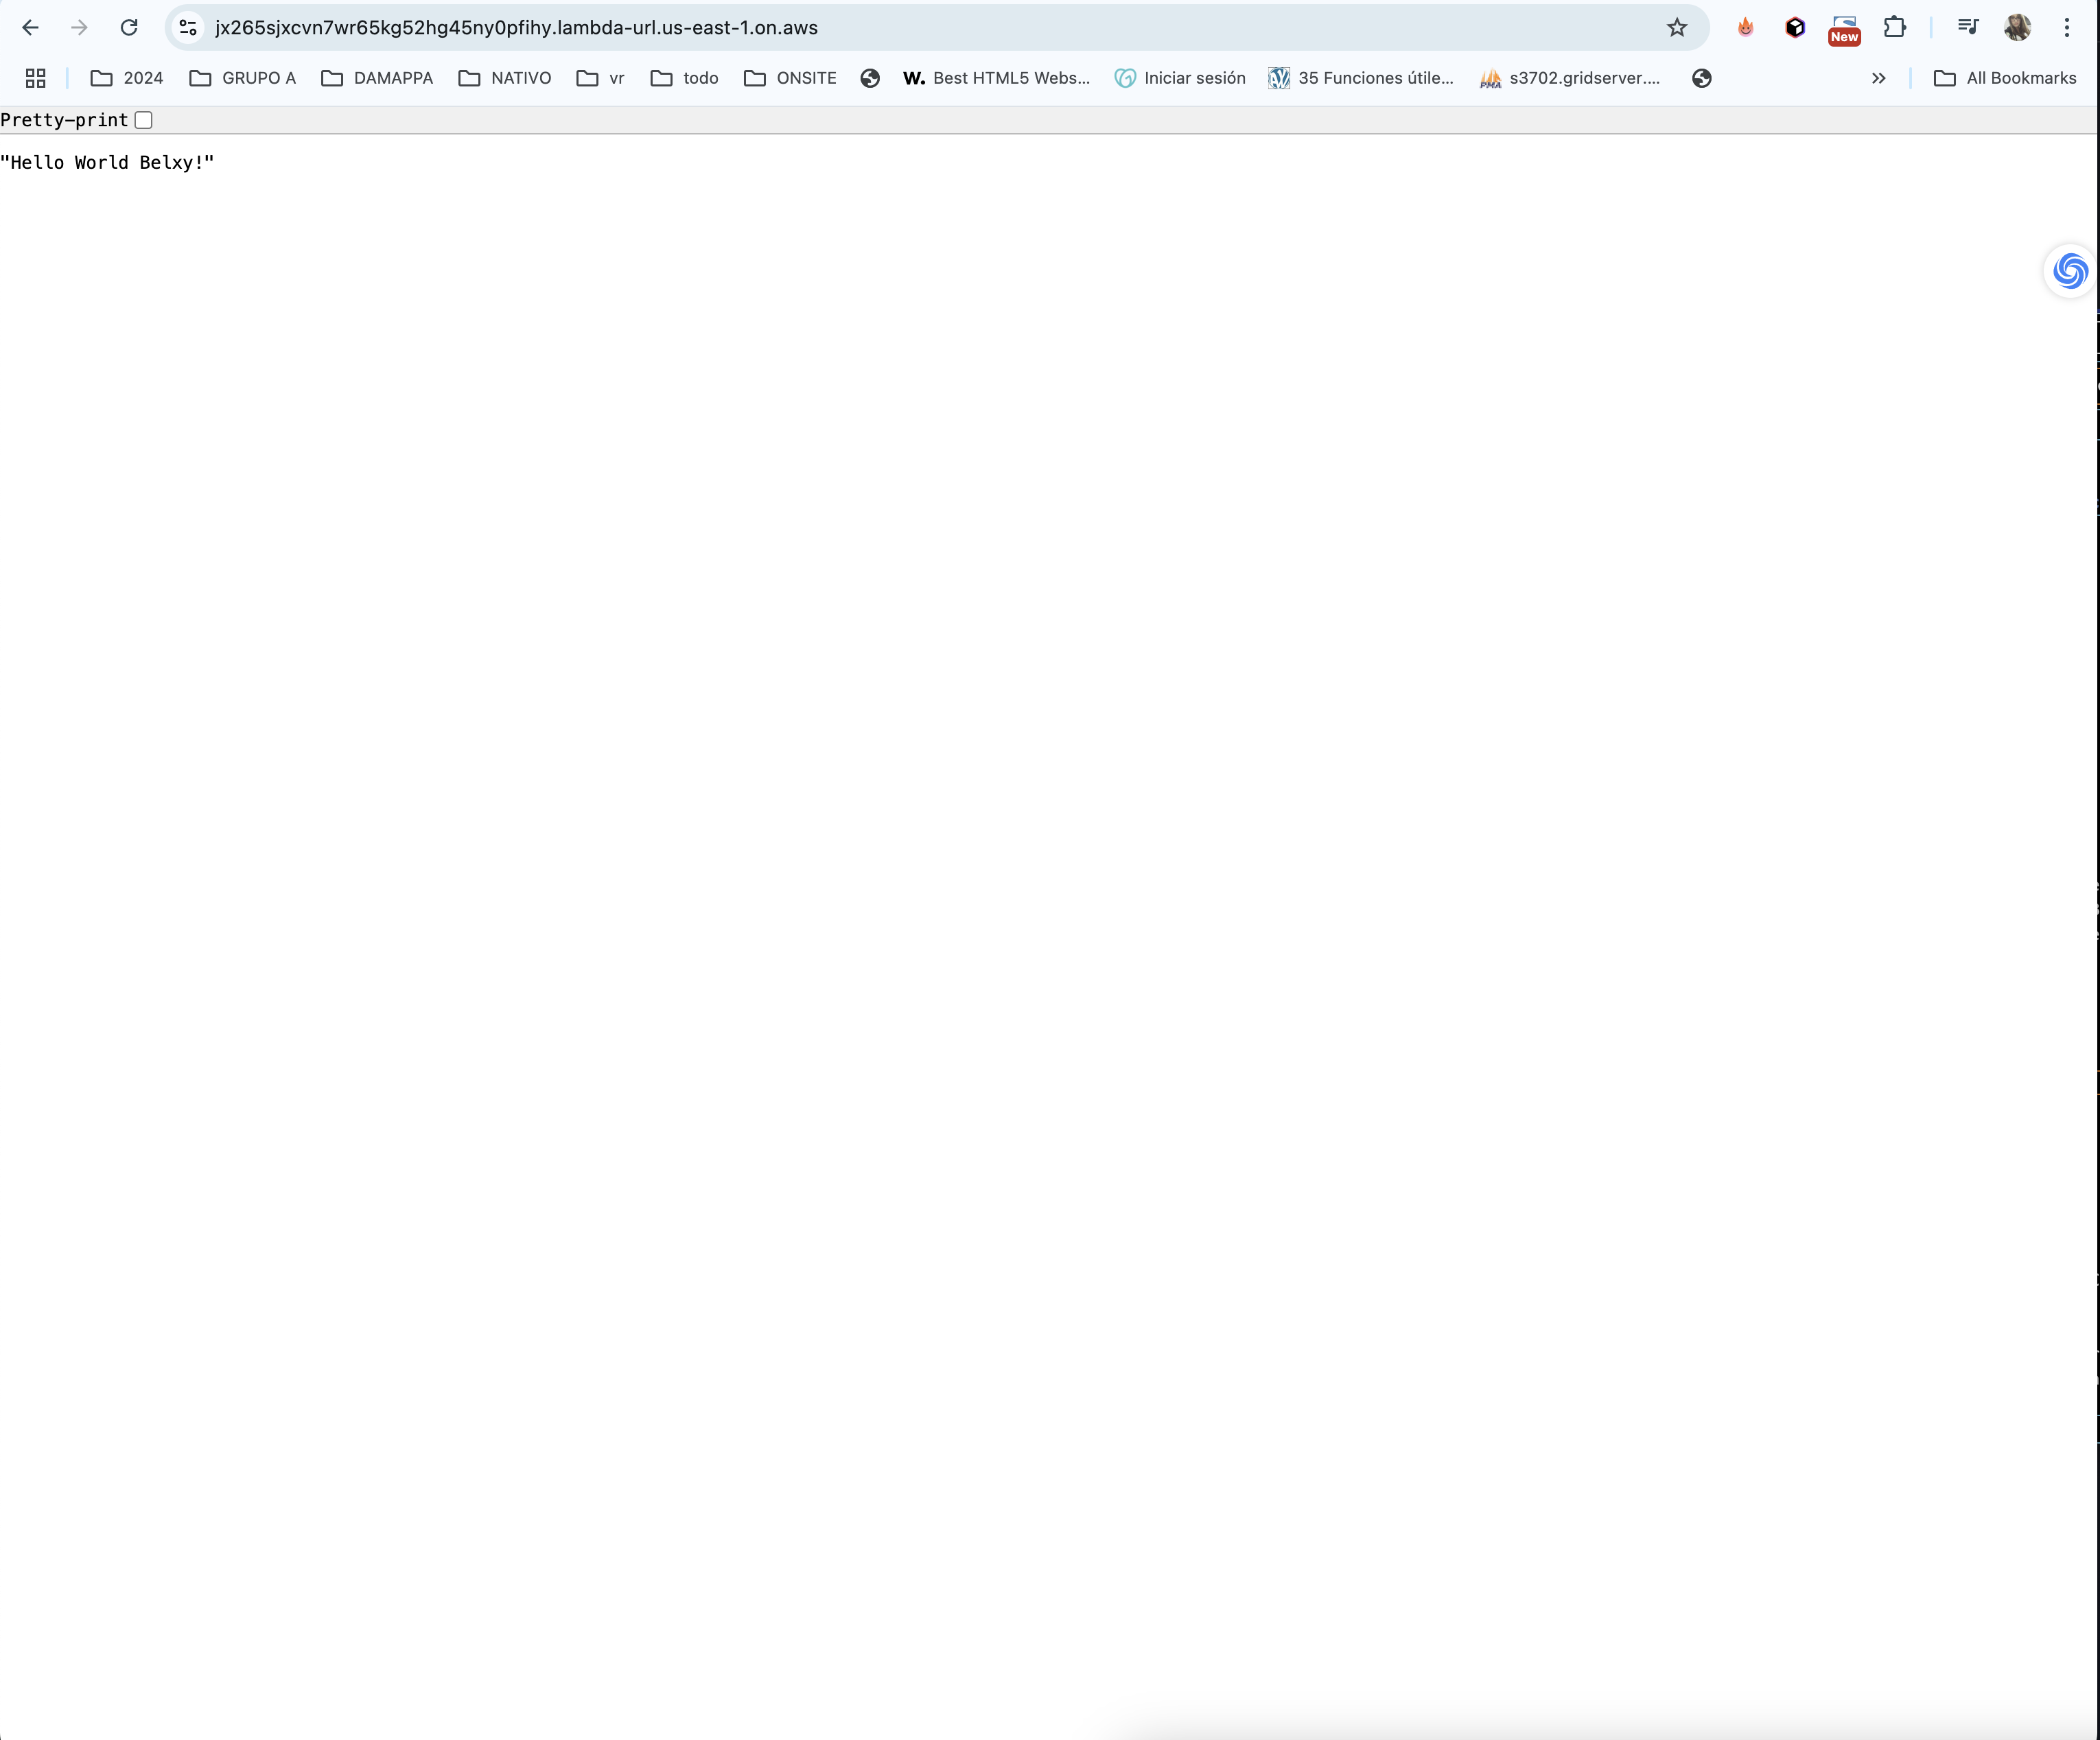 jx265sjxcvn7wr65kg52hg45ny0pfihy.lambda-url.us-east-1.on.aws
New
2024 GRUPO A DAMAPPA NATIVO vr todo ONSITE W. Best HTML5 Webs... Iniciar sesión 35 Funciones útile... PMA s3702.gridserver.... » All Bookmarks
Pretty-print
"Hello World Belxy!"